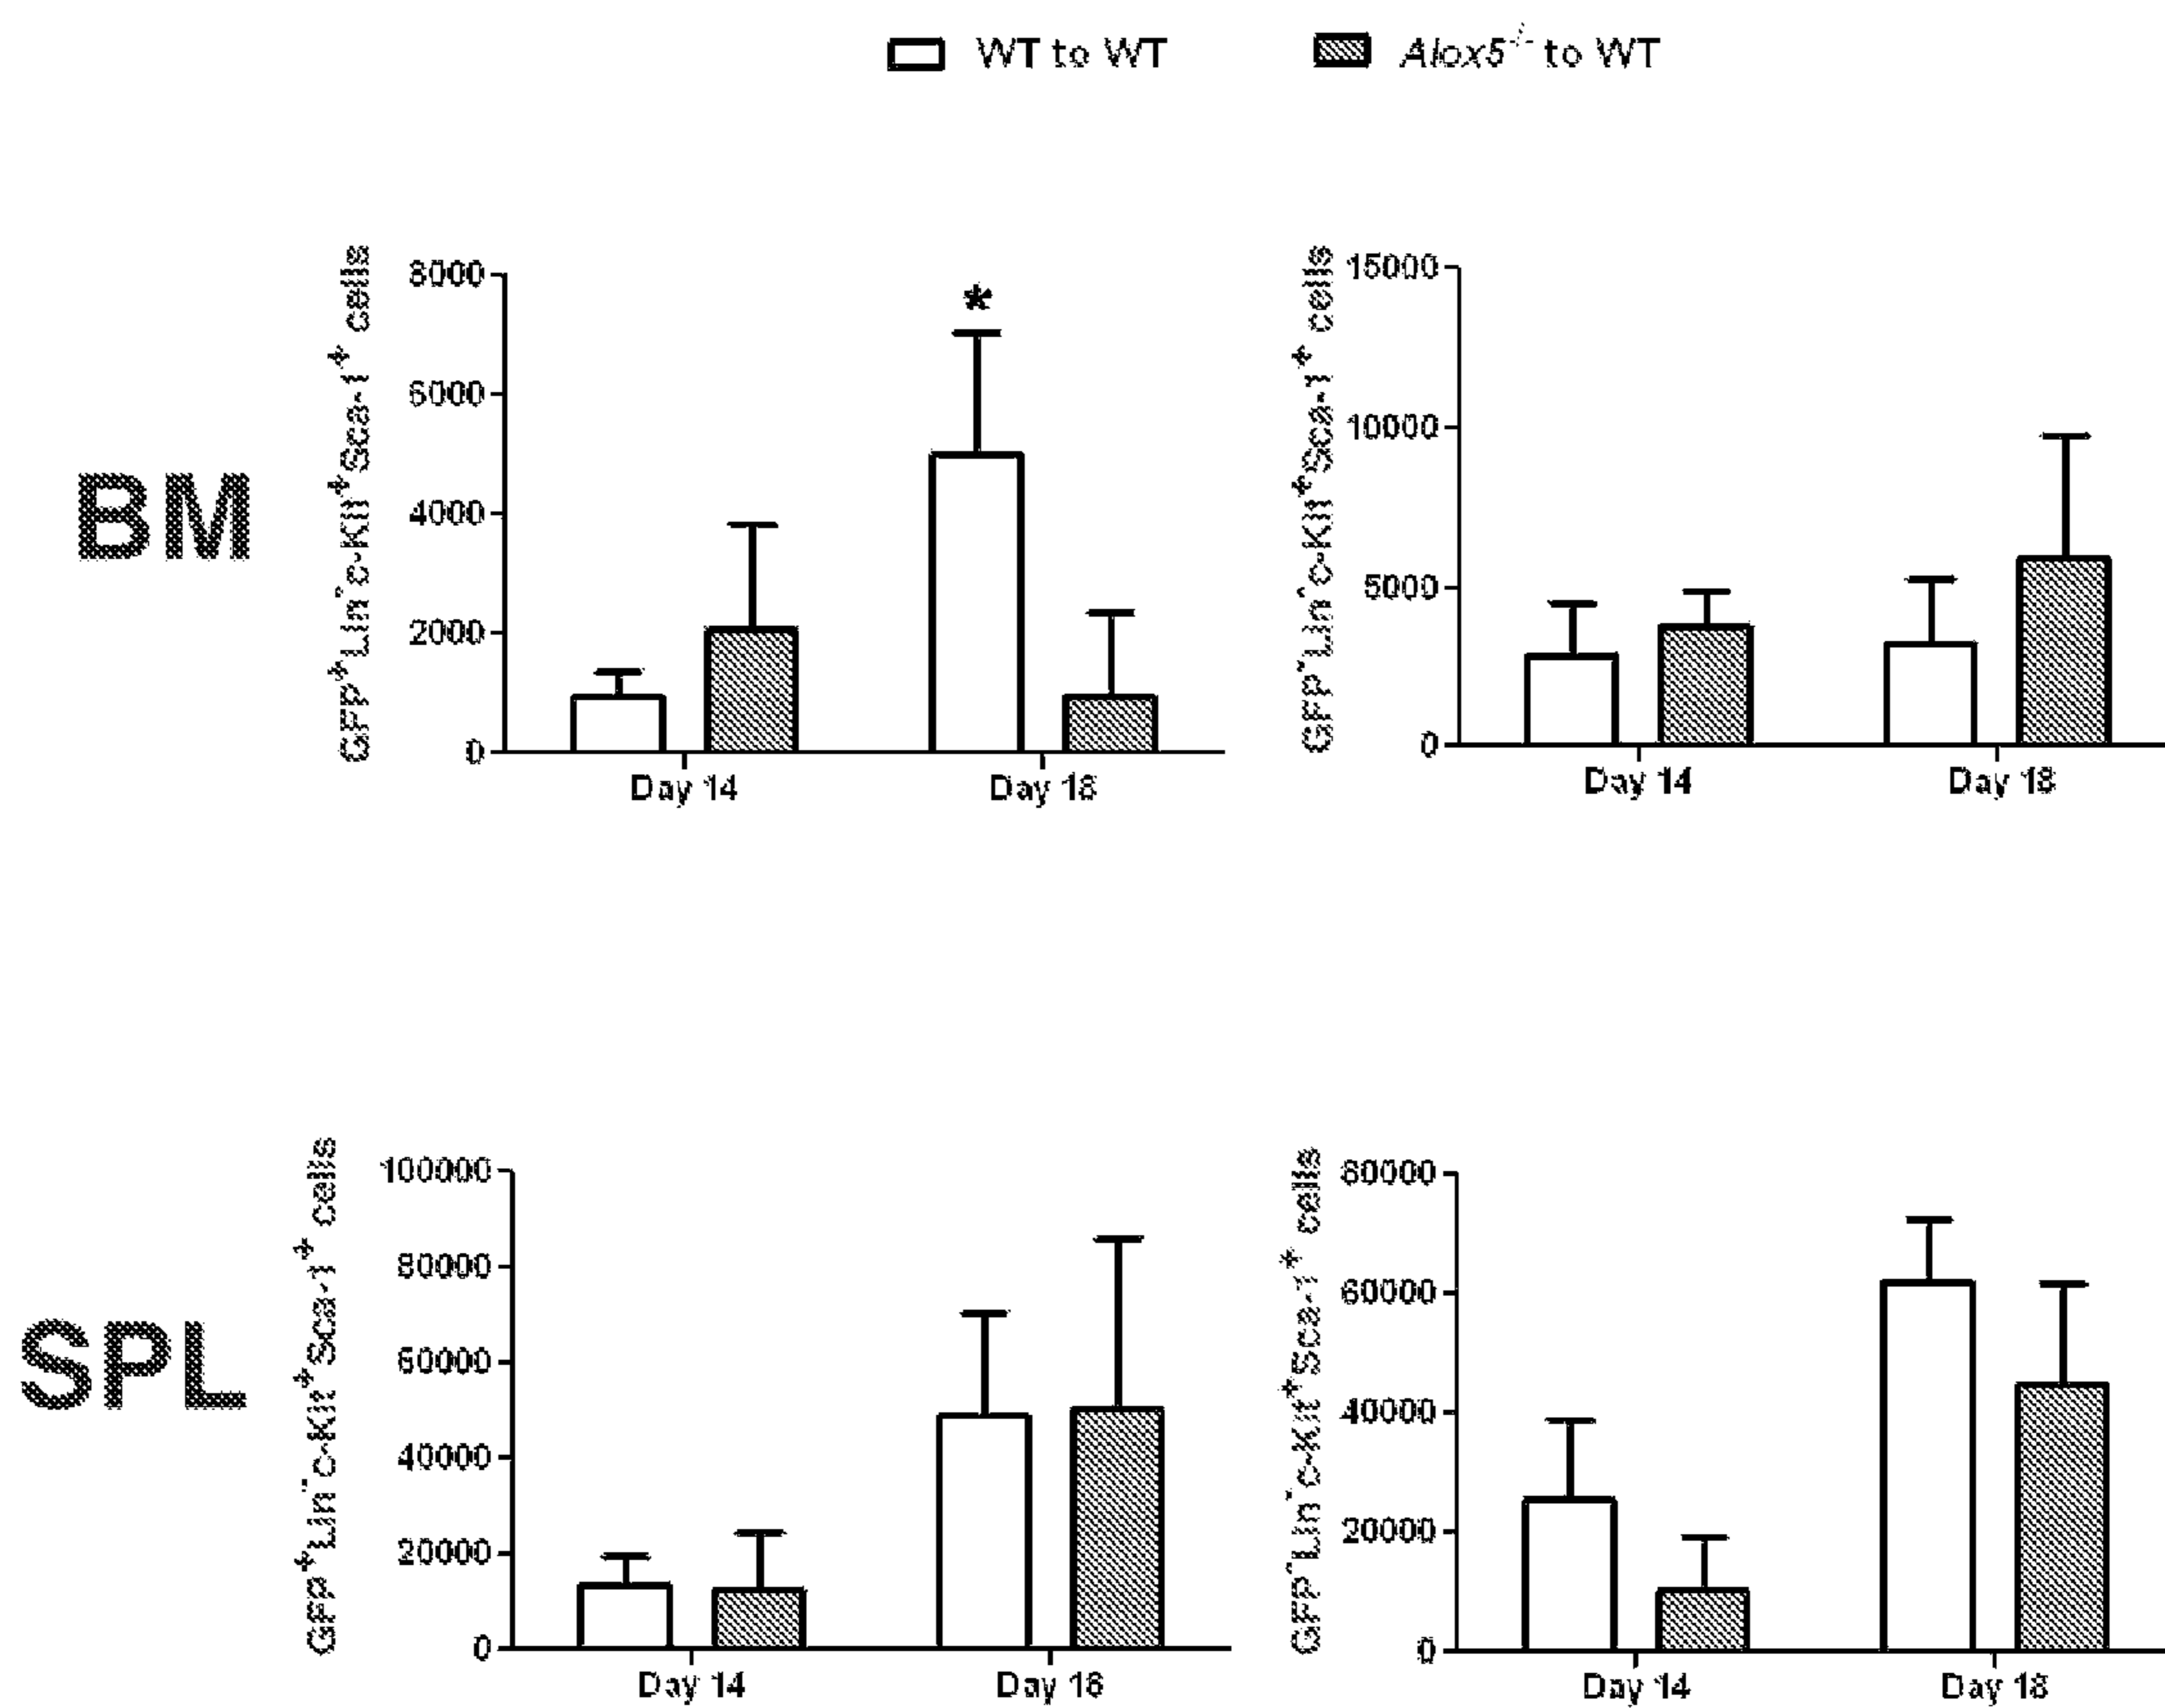 WT to WT
Alox5-/- to WT
BM
GFP+Lin-c-Kit+Sca-1+ cells
8000
6000
4000
2000
0
Day 14
Day 18
GFP-Lin-c-Kit+Sca-1+ cells
15000
10000
5000
0
Day 14
Day 18
SPL
GFP+Lin-c-Kit+Sca-1+ cells
100000
80000
60000
40000
20000
0
Day 14
Day 18
GFP-Lin-c-Kit+Sca-1+ cells
80000
60000
40000
20000
0
Day 14
Day 18